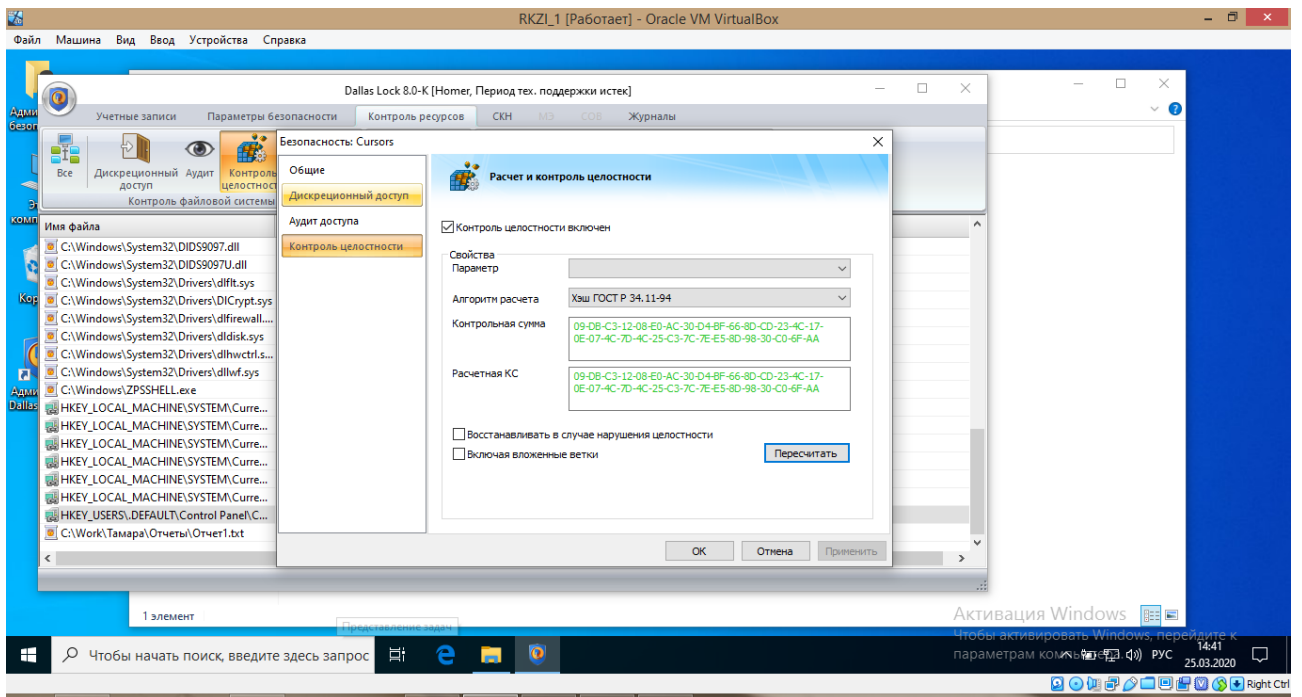 RKZI_1 [Работает] - Oracle VM VirtualBox
Файл Машина Вид Ввод Устройства Справка
Dallas Lock 8.0-K [Homer, Период тех. поддержки истек]
Учетные записи Параметры безопасности Контроль ресурсов СКН МЭ СОВ Журналы
Все
Дискреционный доступ
Аудит
Контроль
Контроль файловой системы
Имя файла
C:\Windows\System32\DIDS9097.dll
C:\Windows\System32\DIDS9097U.dll
C:\Windows\System32\Drivers\dlflt.sys
C:\Windows\System32\Drivers\DlCrypt.sys
C:\Windows\System32\Drivers\dlfirewall....
C:\Windows\System32\Drivers\dldisk.sys
C:\Windows\System32\Drivers\dlhwctrl.s...
C:\Windows\System32\Drivers\dllwf.sys
C:\Windows\ZPSSHELL.exe
HKEY_LOCAL_MACHINE\SYSTEM\Curre...
HKEY_LOCAL_MACHINE\SYSTEM\Curre...
HKEY_LOCAL_MACHINE\SYSTEM\Curre...
HKEY_LOCAL_MACHINE\SYSTEM\Curre...
HKEY_LOCAL_MACHINE\SYSTEM\Curre...
HKEY_LOCAL_MACHINE\SYSTEM\Curre...
HKEY_USERS\.DEFAULT\Control Panel\C...
C:\Work\Тамара\Отчеты\Отчет1.txt
Безопасность: Cursors
Общие
Дискреционный доступ
Аудит доступа
Контроль целостности
Расчет и контроль целостности
Контроль целостности включен
Свойства
Параметр
Алгоритм расчета Хэш ГОСТ Р 34.11-94
Контрольная сумма
09-DB-C3-12-08-E0-AC-30-D4-BF-66-8D-CD-23-4C-17-
0E-07-4C-7D-4C-25-C3-7C-7E-E5-8D-98-30-C0-6F-AA
Расчетная КС
09-DB-C3-12-08-E0-AC-30-D4-BF-66-8D-CD-23-4C-17-
0E-07-4C-7D-4C-25-C3-7C-7E-E5-8D-98-30-C0-6F-AA
Восстанавливать в случае нарушения целостности
Включая вложенные ветки Пересчитать
OK Отмена Применить
1 элемент
Представление задач
Активация Windows
Чтобы активировать Windows, перейдите к
параметрам
Чтобы начать поиск, введите здесь запрос
РУС
14:41
25.03.2020
Right Ctrl